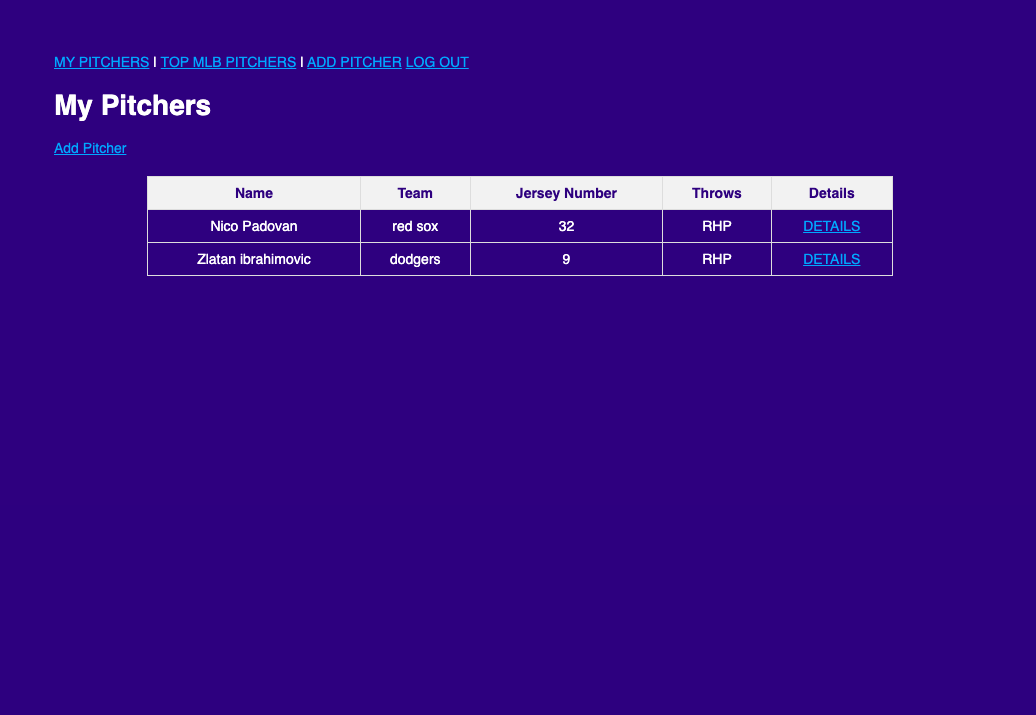 MY PITCHERS | TOP MLB PITCHERS | ADD PITCHER LOG OUT
My Pitchers
Add Pitcher
Name Team Jersey Number Throws Details
Nico Padovan red sox 32 RHP DETAILS
Zlatan ibrahimovic dodgers 9 RHP DETAILS